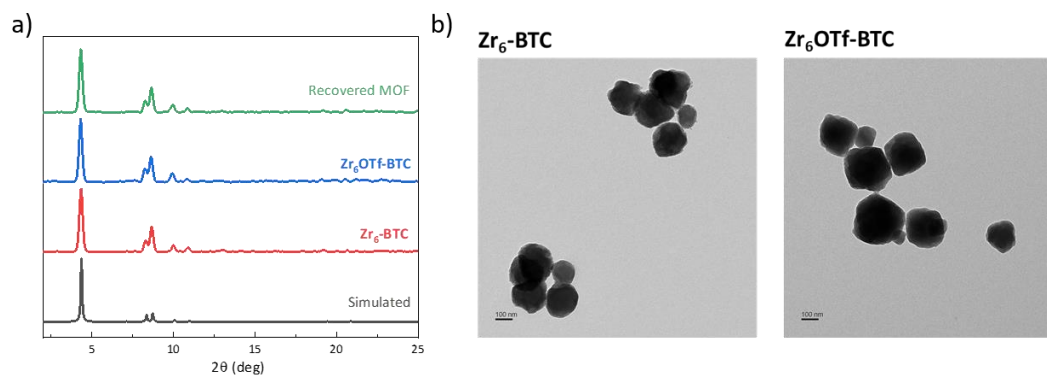 a)
Recovered MOF
Zr₆OTf-BTC
Zr₆-BTC
Simulated
5 10 15 20 25
2θ (deg)
b)
Zr₆-BTC
100 nm
Zr₆OTf-BTC
100 nm